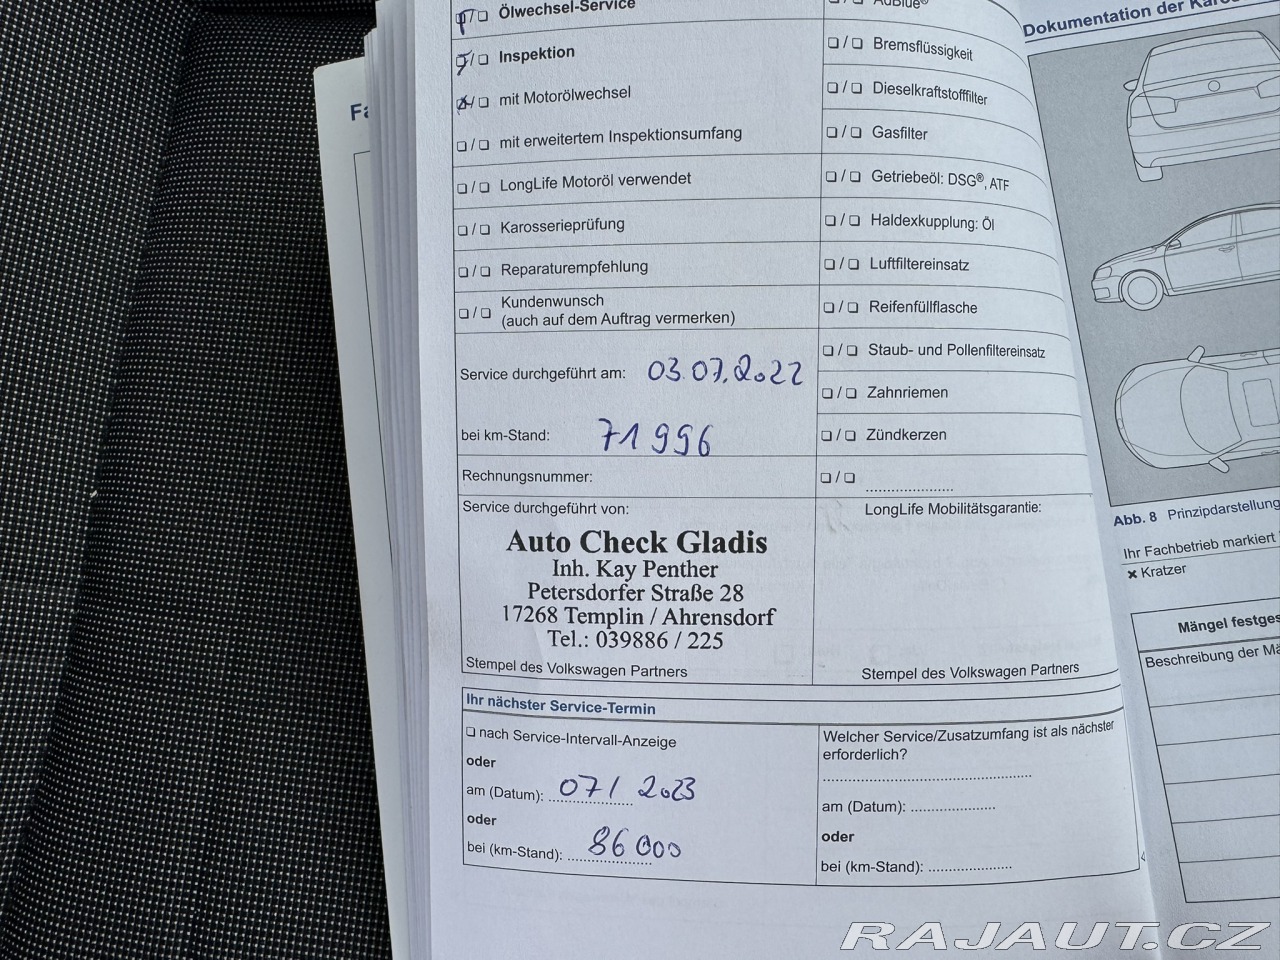 ❏/❏ Ölwechsel-Service
❏/❏ Inspektion
❏/❏ mit Motorölwechsel
❏/❏ mit erweitertem Inspektionsumfang
❏/❏ LongLife Motoröl verwendet
❏/❏ Karosserieprüfung
❏/❏ Reparaturempfehlung
❏/❏ Kundenwunsch
(auch auf dem Auftrag vermerken)
Service durchgeführt am: 03.07.2022
bei km-Stand: 71996
Rechnungsnummer:
Service durchgeführt von:
Auto Check Gladis
Inh. Kay Penther
Petersdorfer Straße 28
17268 Templin / Ahrensdorf
Tel.: 039886 / 225
Stempel des Volkswagen Partners
❏/❏ AdBlue®
❏/❏ Bremsflüssigkeit
❏/❏ Dieselkraftstofffilter
❏/❏ Gasfilter
❏/❏ Getriebeöl: DSG®, ATF
❏/❏ Haldexkupplung: Öl
❏/❏ Luftfiltereinsatz
❏/❏ Reifenfüllflasche
❏/❏ Staub- und Pollenfiltereinsatz
❏/❏ Zahnriemen
❏/❏ Zündkerzen
❏/❏ .....................
LongLife Mobilitätsgarantie:
Stempel des Volkswagen Partners
Ihr nächster Service-Termin
❏ nach Service-Intervall-Anzeige
oder
am (Datum): 07/2023
oder
bei (km-Stand): 86000
Welcher Service/Zusatzumfang ist als nächster
erforderlich?
am (Datum): ....................
oder
bei (km-Stand): ....................
Dokumentation der
Abb. 8 Prinzipdarstellung
Ihr Fachbetrieb markiert
✖ Kratzer
Mängel
Beschreibung der
RAJAUT.CZ